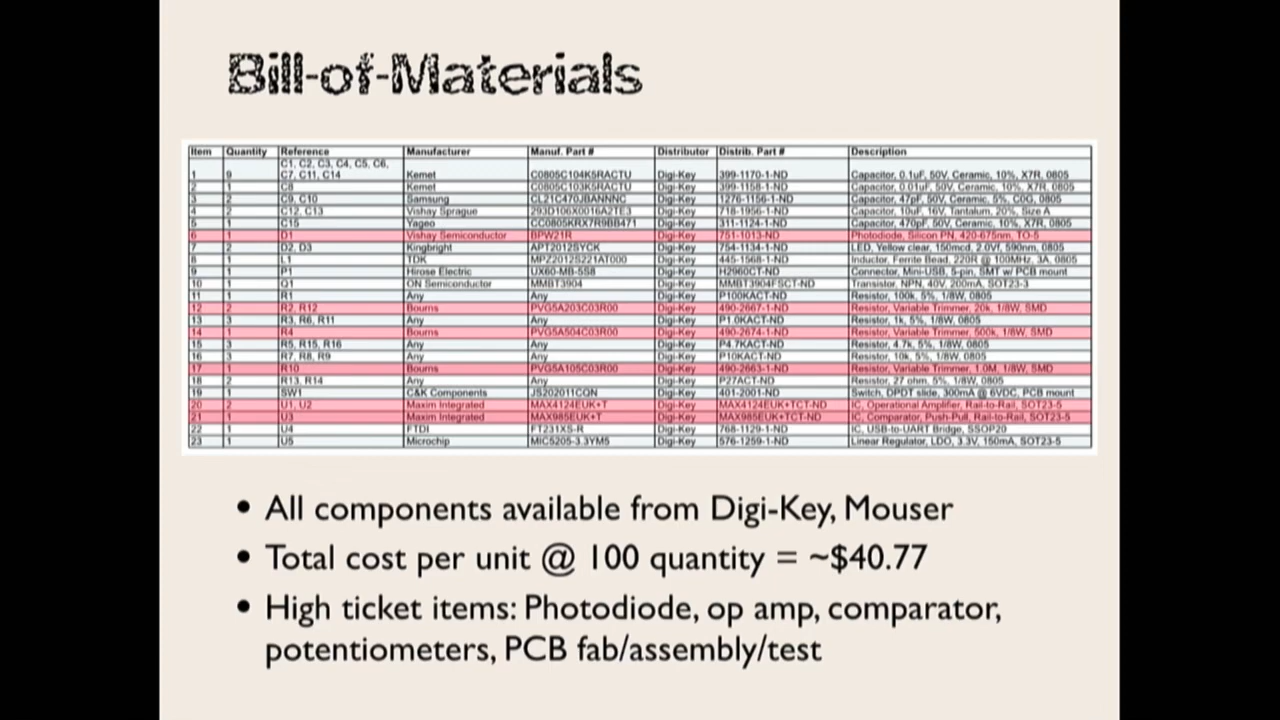 Bill-of-Materials
Item Quantity Reference Manufacturer Manuf. Part # Distributor Distrib. Part # Description
C1, C2, C3, C4, C5, C6,
1 9 C7, C11, C14 Kemet C0805C104K5RACTU Digi-Key 399-1170-1-ND Capacitor, 0.1uF, 50V, Ceramic, 10%, X7R, 0805
2 1 C8 Kemet C0805C103K5RACTU Digi-Key 399-1158-1-ND Capacitor, 0.01uF, 50V, Ceramic, 10%, X7R, 0805
3 2 C9, C10 Samsung CL21C470JBANNNC Digi-Key 1276-1156-1-ND Capacitor, 47pF, 50V, Ceramic, 5%, C0G, 0805
4 2 C12, C13 Vishay Sprague 293D106X0016A2TE3 Digi-Key 718-1956-1-ND Capacitor, 10uF, 16V, Tantalum, 20%, Size A
5 1 C15 Yageo CC0805KRX7R9BB471 Digi-Key 311-1124-1-ND Capacitor, 470pF, 50V, Ceramic, 10%, X7R, 0805
6 1 D1 Vishay Semiconductor BPW21R Digi-Key 751-1013-ND Photodiode, Silicon PN, 420-675nm, TO-5
7 2 D2, D3 Kingbright APT2012SYCK Digi-Key 754-1134-1-ND LED, Yellow clear, 150mcd, 2.0Vf, 590nm, 0805
8 1 L1 TDK MPZ2012S221AT000 Digi-Key 445-1568-1-ND Inductor, Ferrite Bead, 220R @ 100MHz, 3A, 0805
9 1 P1 Hirose Electric UX60-MB-5S8 Digi-Key H2960CT-ND Connector, Mini-USB, 5-pin, SMT w/ PCB mount
10 1 Q1 ON Semiconductor MMBT3904 Digi-Key MMBT3904FSCT-ND Transistor, NPN, 40V, 200mA, SOT23-3
11 1 R1 Any Any Digi-Key P100KACT-ND Resistor, 100k, 5%, 1/8W, 0805
12 2 R2, R12 Bourns PVG5A203C03R00 Digi-Key 490-2667-1-ND Resistor, Variable Trimmer, 20k, 1/8W, SMD
13 3 R3, R6, R11 Any Any Digi-Key P1.0KACT-ND Resistor, 1k, 5%, 1/8W, 0805
14 1 R4 Bourns PVG5A504C03R00 Digi-Key 490-2674-1-ND Resistor, Variable Trimmer, 500k, 1/8W, SMD
15 3 R5, R15, R16 Any Any Digi-Key P4.7KACT-ND Resistor, 4.7k, 5%, 1/8W, 0805
16 3 R7, R8, R9 Any Any Digi-Key P10KACT-ND Resistor, 10k, 5%, 1/8W, 0805
17 1 R10 Bourns PVG5A105C03R00 Digi-Key 490-2663-1-ND Resistor, Variable Trimmer, 1.0M, 1/8W, SMD
18 2 R13, R14 Any Any Digi-Key P27ACT-ND Resistor, 27 ohm, 5%, 1/8W, 0805
19 1 SW1 C&K Components JS202011CQN Digi-Key 401-2001-ND Switch, DPDT slide, 300mA @ 6VDC, PCB mount
20 2 U1, U2 Maxim Integrated MAX4124EUK+T Digi-Key MAX4124EUK+TCT-ND IC, Operational Amplifier, Rail-to-Rail, SOT23-5
21 1 U3 Maxim Integrated MAX985EUK+T Digi-Key MAX985EUK+TCT-ND IC, Comparator, Push-Pull, Rail-to-Rail, SOT23-5
22 1 U4 FTDI FT231XS-R Digi-Key 768-1129-1-ND IC, USB-to-UART Bridge, SSOP20
23 1 U5 Microchip MIC5205-3.3YM5 Digi-Key 576-1259-1-ND Linear Regulator, LDO, 3.3V, 150mA, SOT23-5
• All components available from Digi-Key, Mouser
• Total cost per unit @ 100 quantity = ~$40.77
• High ticket items: Photodiode, op amp, comparator,
potentiometers, PCB fab/assembly/test